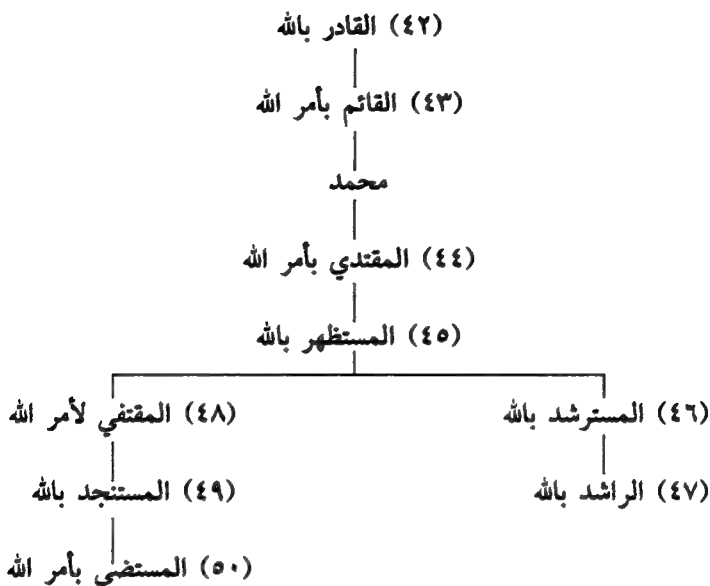 (٤٢) القادر بالله
(٤٣) القائم بأمر الله
محمد
(٤٤) المقتدي بأمر الله
(٤٥) المستظهر بالله
(٤٦) المسترشد بالله
(٤٨) المقتفي لأمر الله
(٤٧) الراشد بالله
(٤٩) المستنجد بالله
(٥٠) المستضي بأمر الله